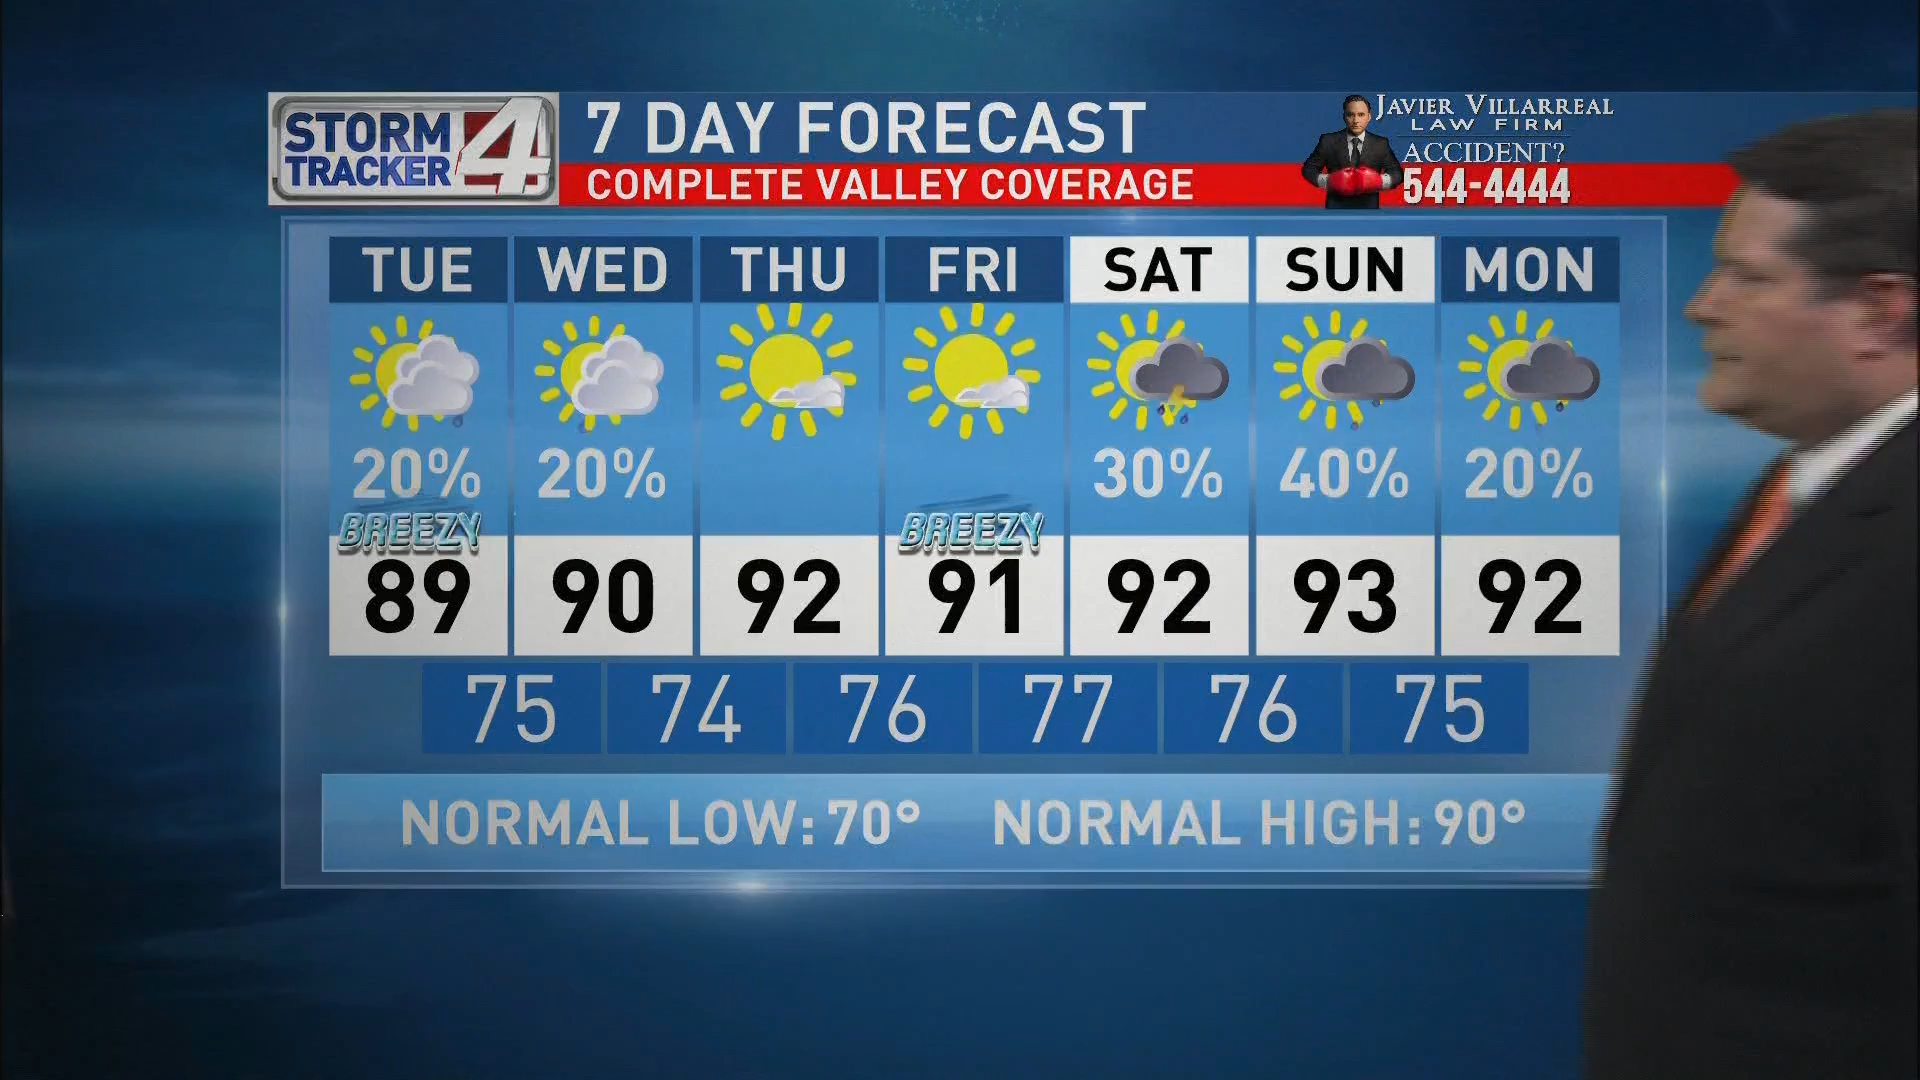 STORM TRACKER 4
7 DAY FORECAST
COMPLETE VALLEY COVERAGE
JAVIER VILLARREAL
LAW FIRM
ACCIDENT?
544-4444
TUE WED THU FRI SAT SUN MON
20% 20% 30% 40% 20%
BREEZY BREEZY
89 90 92 91 92 93 92
75 74 76 77 76 75
NORMAL LOW: 70° NORMAL HIGH: 90°